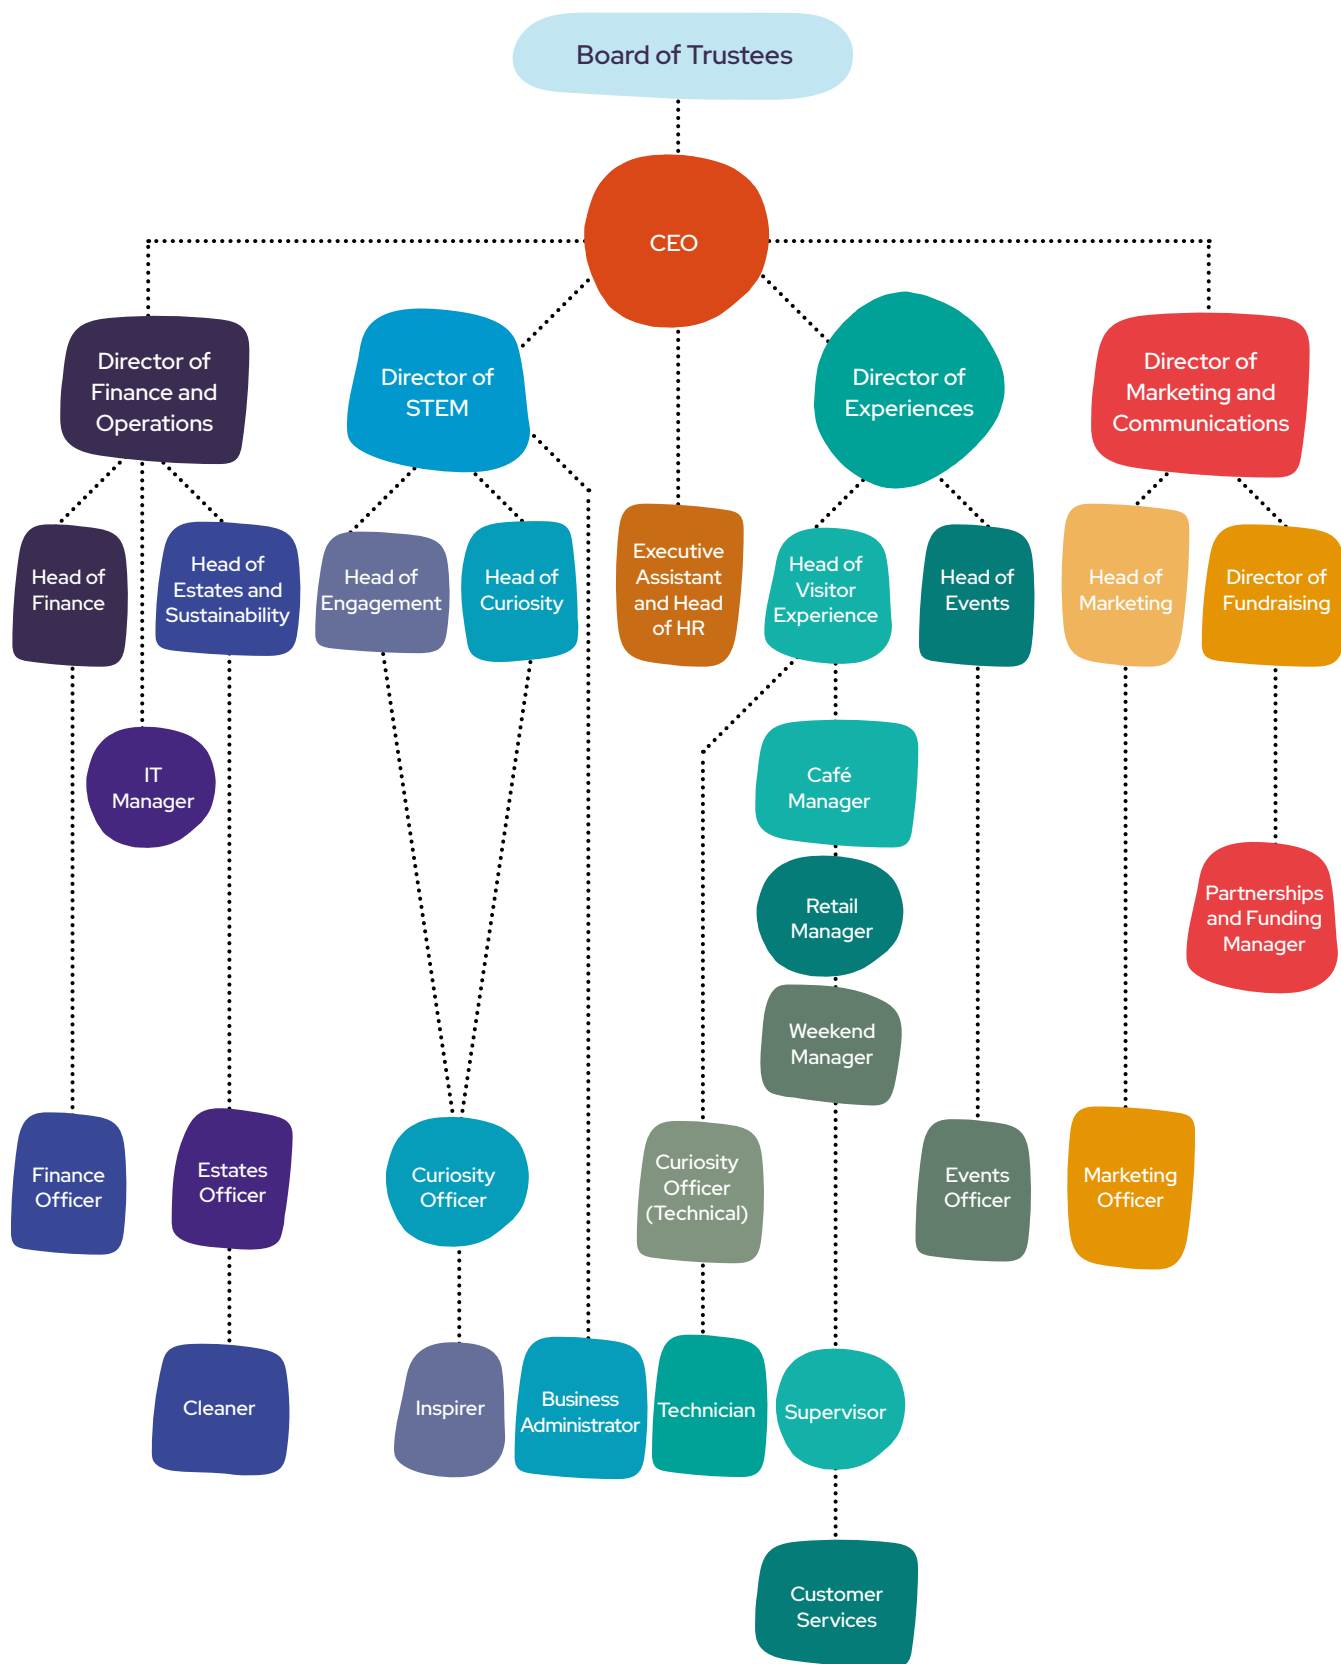 Board of Trustees
CEO
Director of
Finance and
Operations
Director of
STEM
Director of
Experiences
Director of
Marketing and
Communications
Head of
Finance
Head of
Estates and
Sustainability
Head of
Engagement
Head of
Curiosity
Executive
Assistant
and Head
of HR
Head of
Visitor
Experience
Head of
Events
Head of
Marketing
Director of
Fundraising
IT
Manager
Café
Manager
Retail
Manager
Partnerships
and Funding
Manager
Weekend
Manager
Finance
Officer
Estates
Officer
Curiosity
Officer
Curiosity
Officer
(Technical)
Events
Officer
Marketing
Officer
Cleaner
Inspirer
Business
Administrator
Technician
Supervisor
Customer
Services